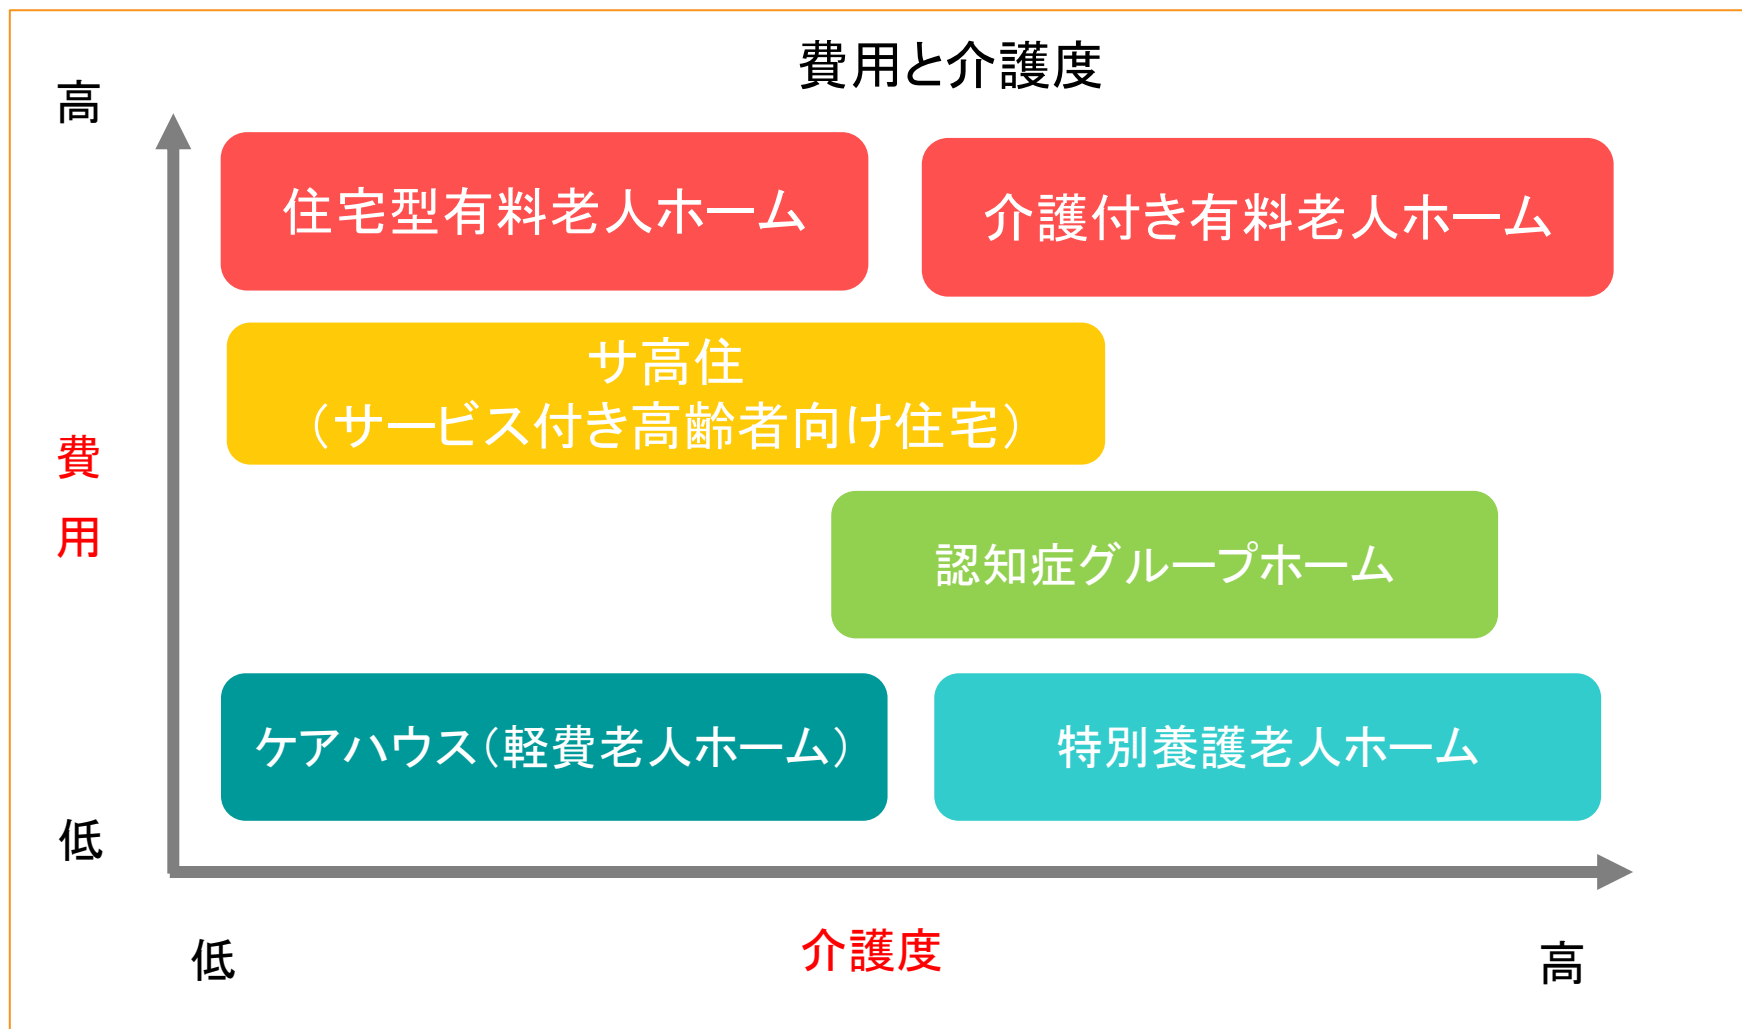 費用と介護度
高
住宅型有料老人ホーム
介護付き有料老人ホーム
サ高住
（サービス付き高齢者向け住宅）
費
用
認知症グループホーム
ケアハウス（軽費老人ホーム）
特別養護老人ホーム
低
低
介護度
高